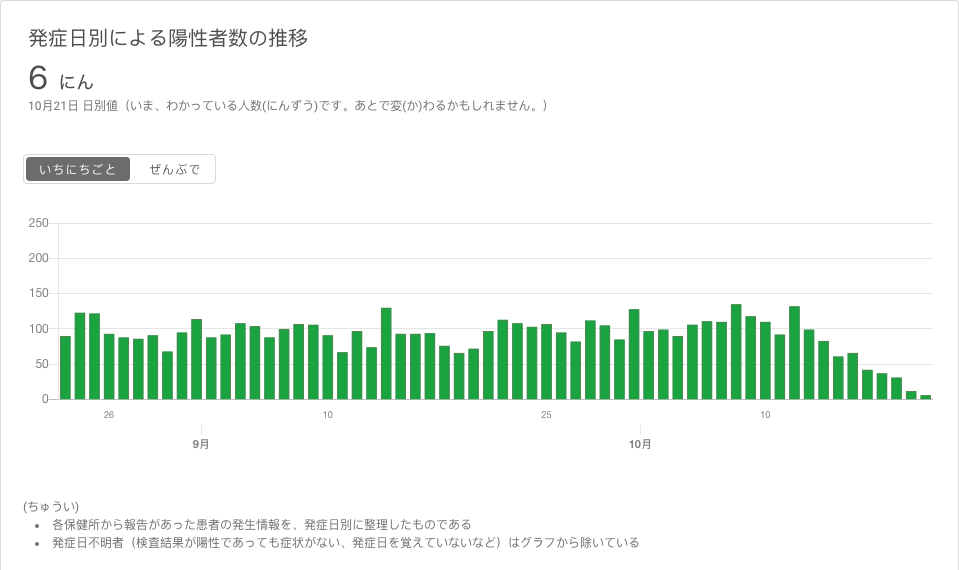 発症日別による陽性者数の推移
6 にん
10月21日 日別値（いま、わかっている人数(にんずう)です。あとで変(か)わるかもしれません。）
いちにちごと ぜんぶで
250
200
150
100
50
0
26 10 25 10
9月 10月
(ちゅうい)
• 各保健所から報告があった患者の発生情報を、発症日別に整理したものである
• 発症日不明者（検査結果が陽性であっても症状がない、発症日を覚えていないなど）はグラフから除いている